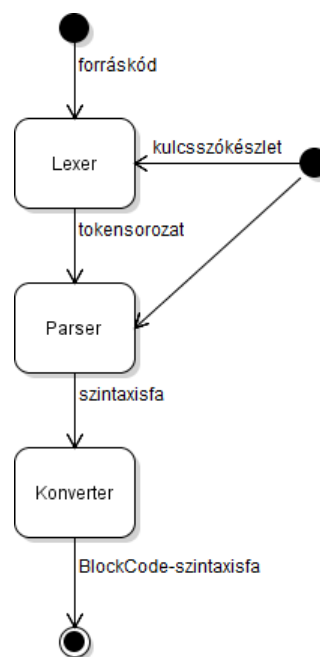 forráskód
kulcsszókészlet
Lexer
tokensorozat
Parser
szintaxisfa
Konverter
BlockCode-szintaxisfa